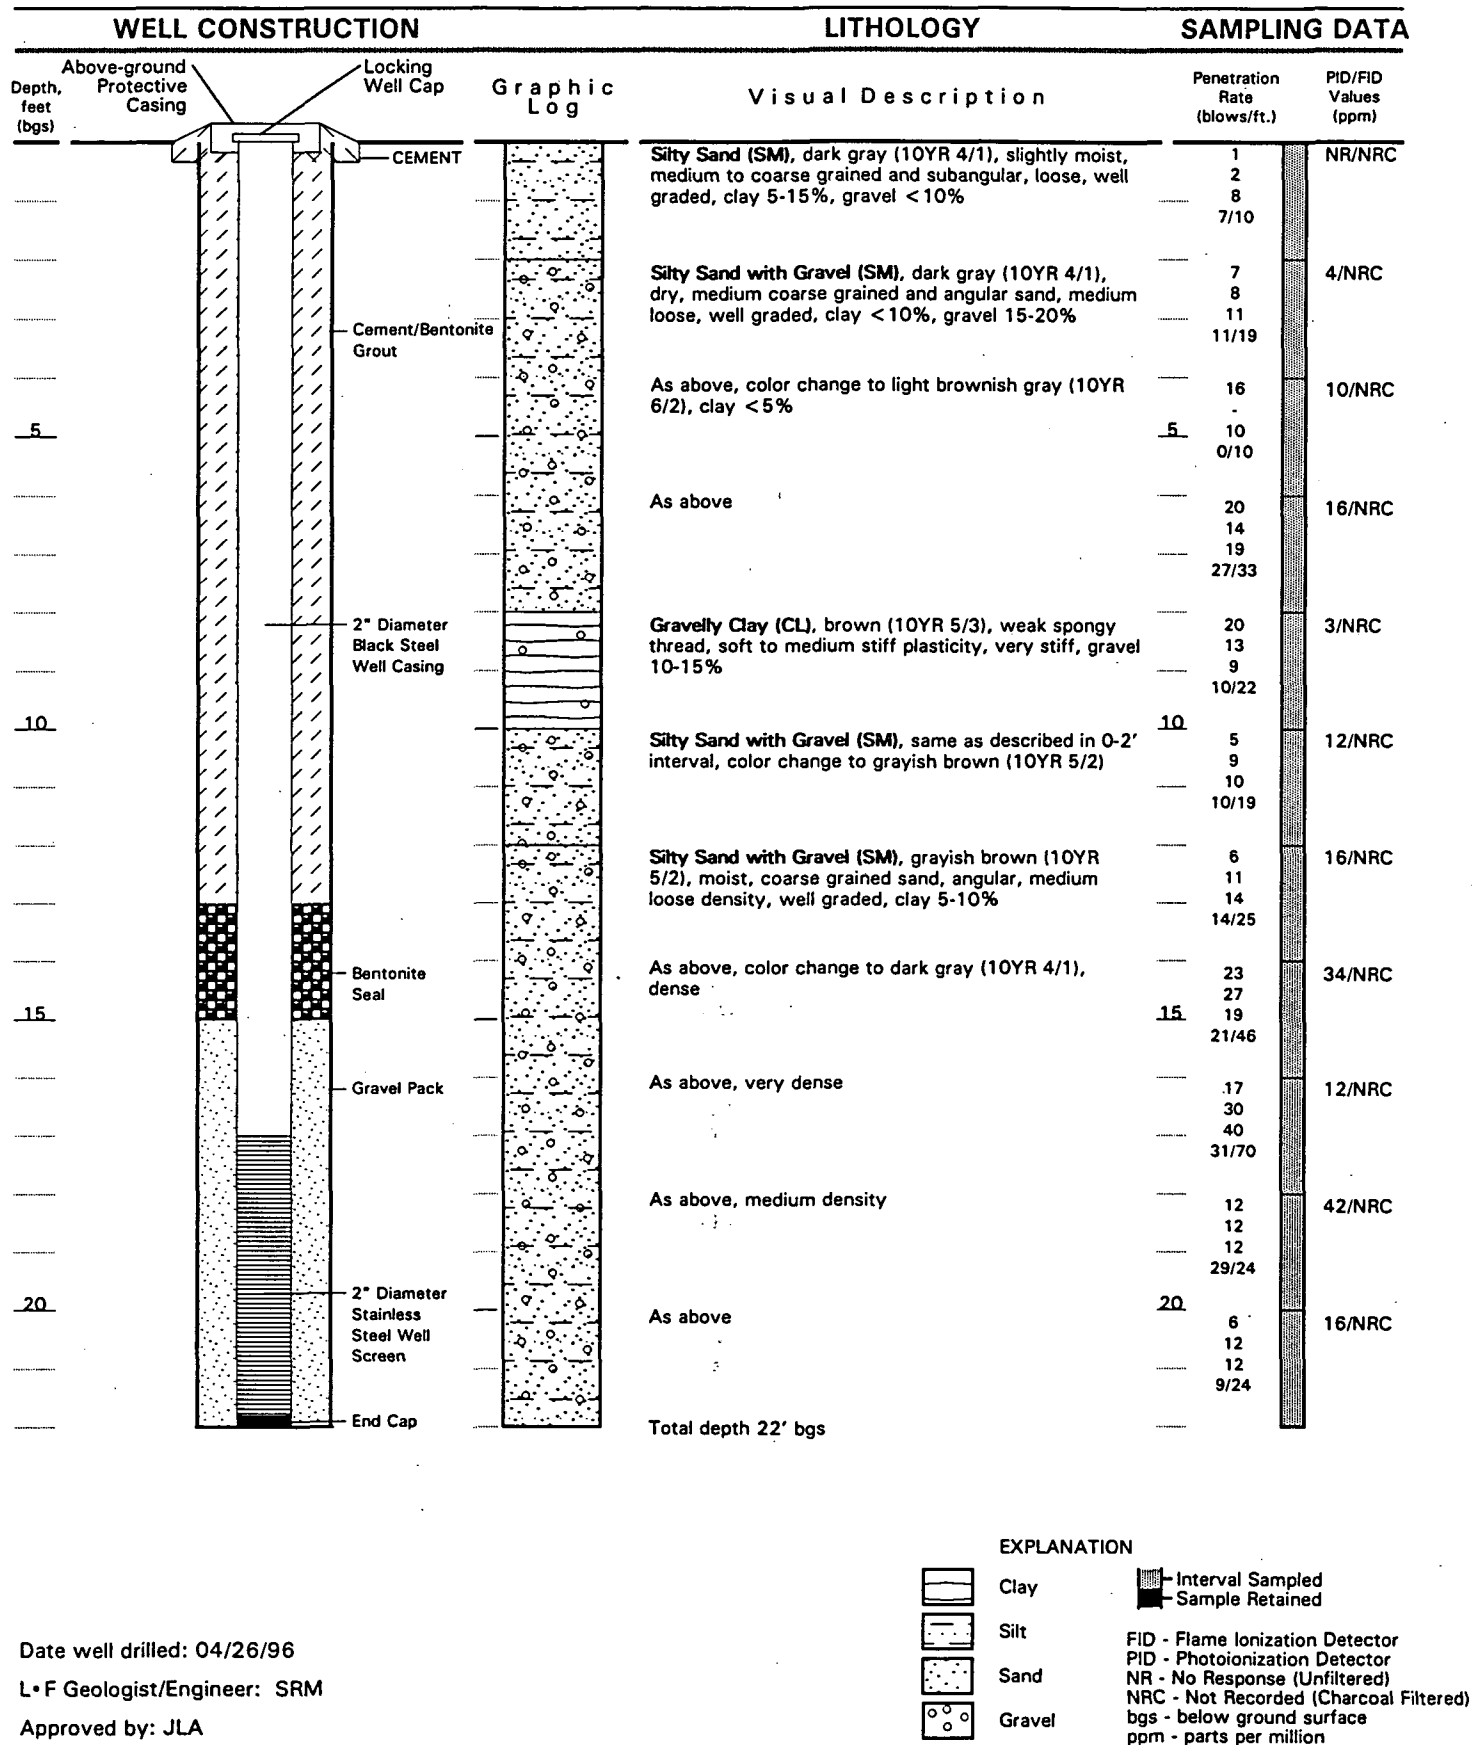 WELL CONSTRUCTION
LITHOLOGY
SAMPLING DATA
Depth,
feet
(bgs)
Above-ground
Protective
Casing
Locking
Well Cap
Graphic
Log
Visual Description
Penetration
Rate
(blows/ft.)
PID/FID
Values
(ppm)
CEMENT
Silty Sand (SM), dark gray (10YR 4/1), slightly moist,
medium to coarse grained and subangular, loose, well
graded, clay 5-15%, gravel <10%
1
2
8
7/10
NR/NRC
Silty Sand with Gravel (SM), dark gray (10YR 4/1),
dry, medium coarse grained and angular sand, medium
loose, well graded, clay <10%, gravel 15-20%
7
8
11
11/19
4/NRC
Cement/Bentonite
Grout
As above, color change to light brownish gray (10YR
6/2), clay <5%
16
-
10
0/10
10/NRC
5
5
As above
20
14
19
27/33
16/NRC
2" Diameter
Black Steel
Well Casing
Gravelly Clay (CL), brown (10YR 5/3), weak spongy
thread, soft to medium stiff plasticity, very stiff, gravel
10-15%
20
13
9
10/22
3/NRC
10
10
Silty Sand with Gravel (SM), same as described in 0-2'
interval, color change to grayish brown (10YR 5/2)
5
9
10
10/19
12/NRC
Silty Sand with Gravel (SM), grayish brown (10YR
5/2), moist, coarse grained sand, angular, medium
loose density, well graded, clay 5-10%
6
11
14
14/25
16/NRC
Bentonite
Seal
As above, color change to dark gray (10YR 4/1),
dense
23
27
19
21/46
34/NRC
15
15
Gravel Pack
As above, very dense
17
30
40
31/70
12/NRC
As above, medium density
12
12
12
29/24
42/NRC
2" Diameter
Stainless
Steel Well
Screen
20
20
As above
6
12
12
9/24
16/NRC
End Cap
Total depth 22' bgs
EXPLANATION
Clay
Silt
Sand
Gravel
Interval Sampled
Sample Retained
FID - Flame Ionization Detector
PID - Photoionization Detector
NR - No Response (Unfiltered)
NRC - Not Recorded (Charcoal Filtered)
bgs - below ground surface
ppm - parts per million
Date well drilled: 04/26/96
L•F Geologist/Engineer: SRM
Approved by: JLA